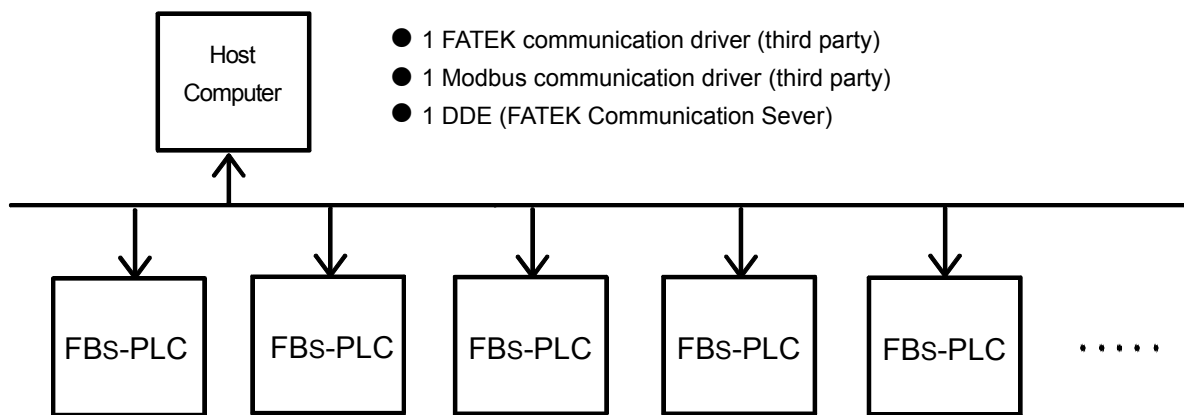 Host
Computer
● 1 FATEK communication driver (third party)
● 1 Modbus communication driver (third party)
● 1 DDE (FATEK Communication Sever)
FBs-PLC
FBs-PLC
FBs-PLC
FBs-PLC
FBs-PLC
·····